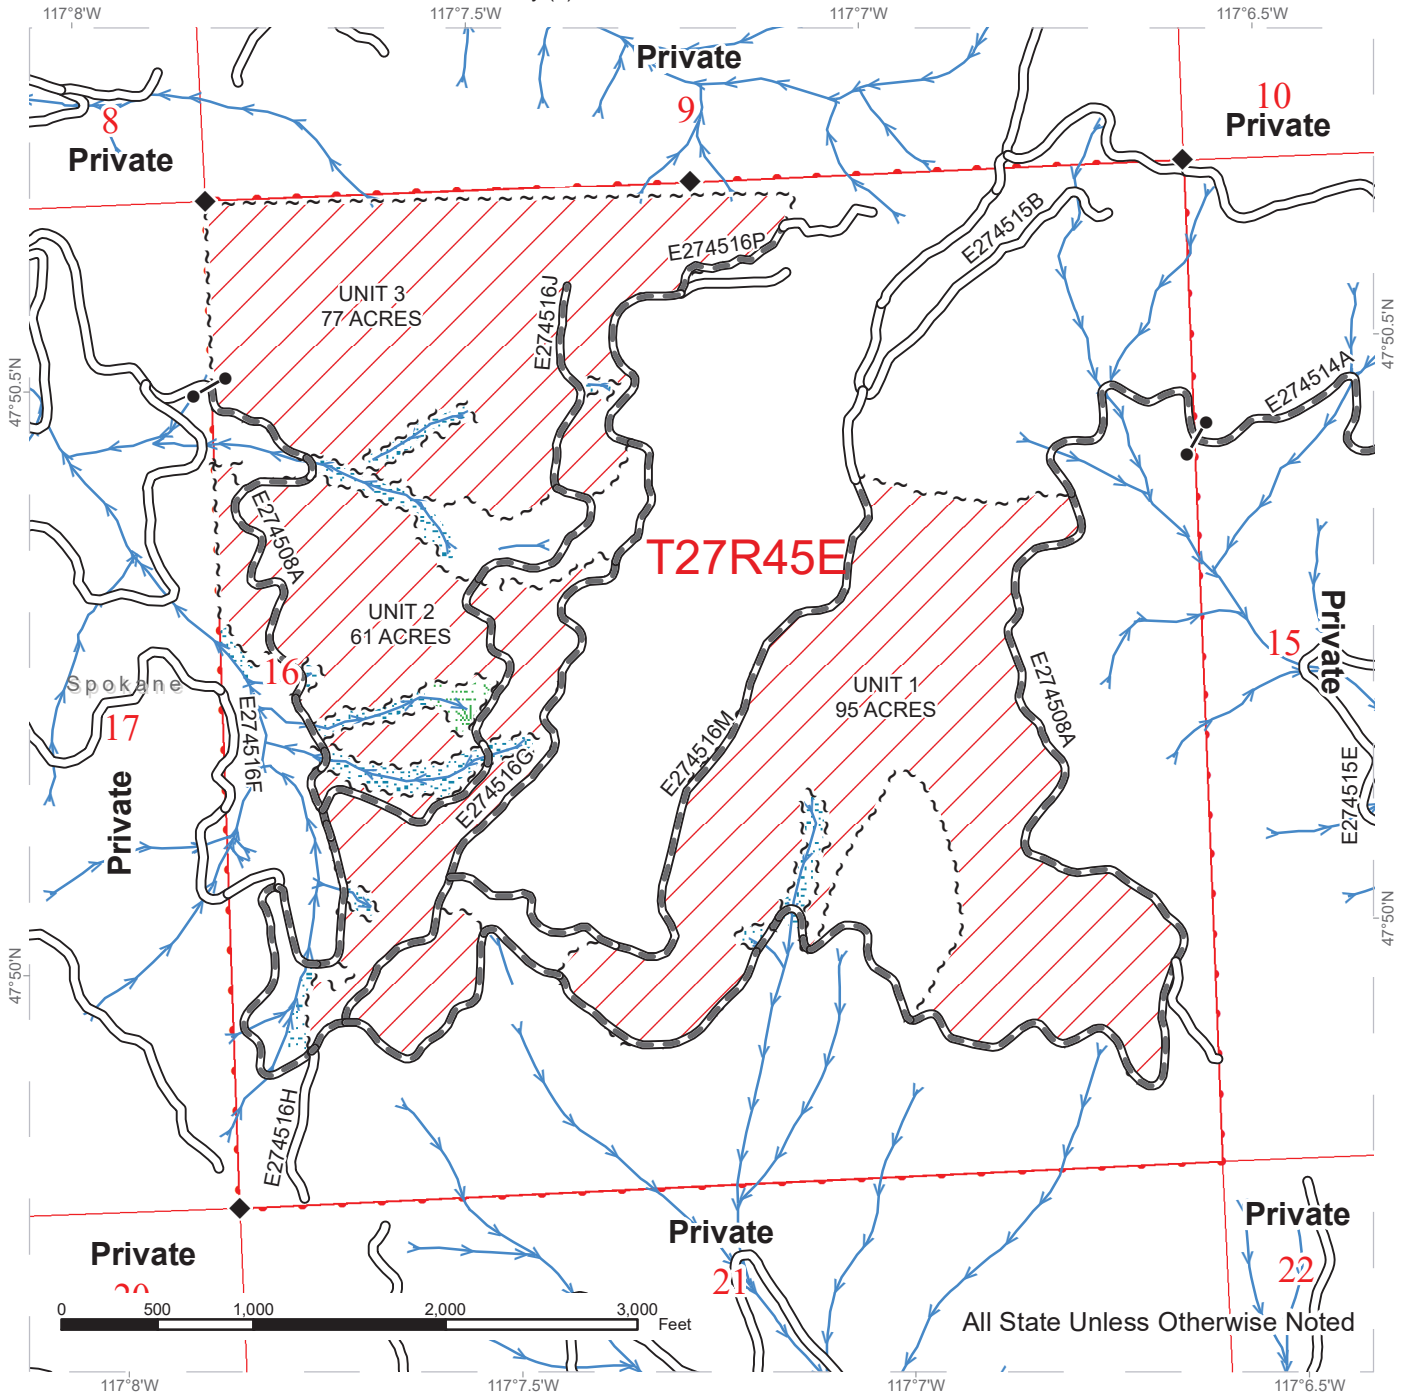 117°8'W
117°7.5'W
117°7'W
117°6.5'W
Private
8
Private
9
10
Private
E274515B
E274516P
UNIT 3
77 ACRES
E274516J
47°50.5'N
47°50.5'N
E274514A
E274508A
T27R45E
UNIT 2
61 ACRES
Private
15
16
Spokane
17
E274516F
UNIT 1
95 ACRES
E274508A
E274516M
E274516G
E274515E
Private
47°50'N
47°50'N
E274516H
Private
20
Private
21
Private
22
0
500
1,000
2,000
3,000
Feet
All State Unless Otherwise Noted
117°8'W
117°7.5'W
117°7'W
117°6.5'W